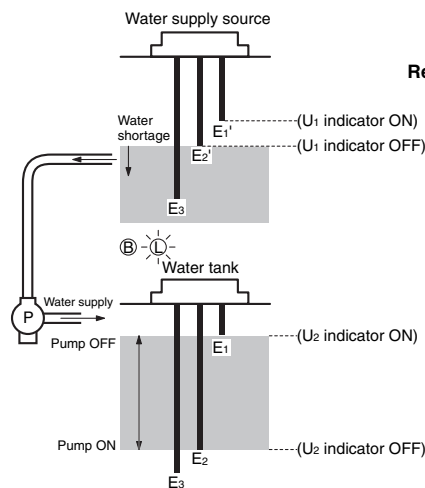 Water supply source
Re
(U1 indicator ON)
E1'
Water
shortage
(U1 indicator OFF)
E2'
E3
B L
Water tank
Water supply
P
Pump OFF
E1
(U2 indicator ON)
Pump ON
E2
(U2 indicator OFF)
E3